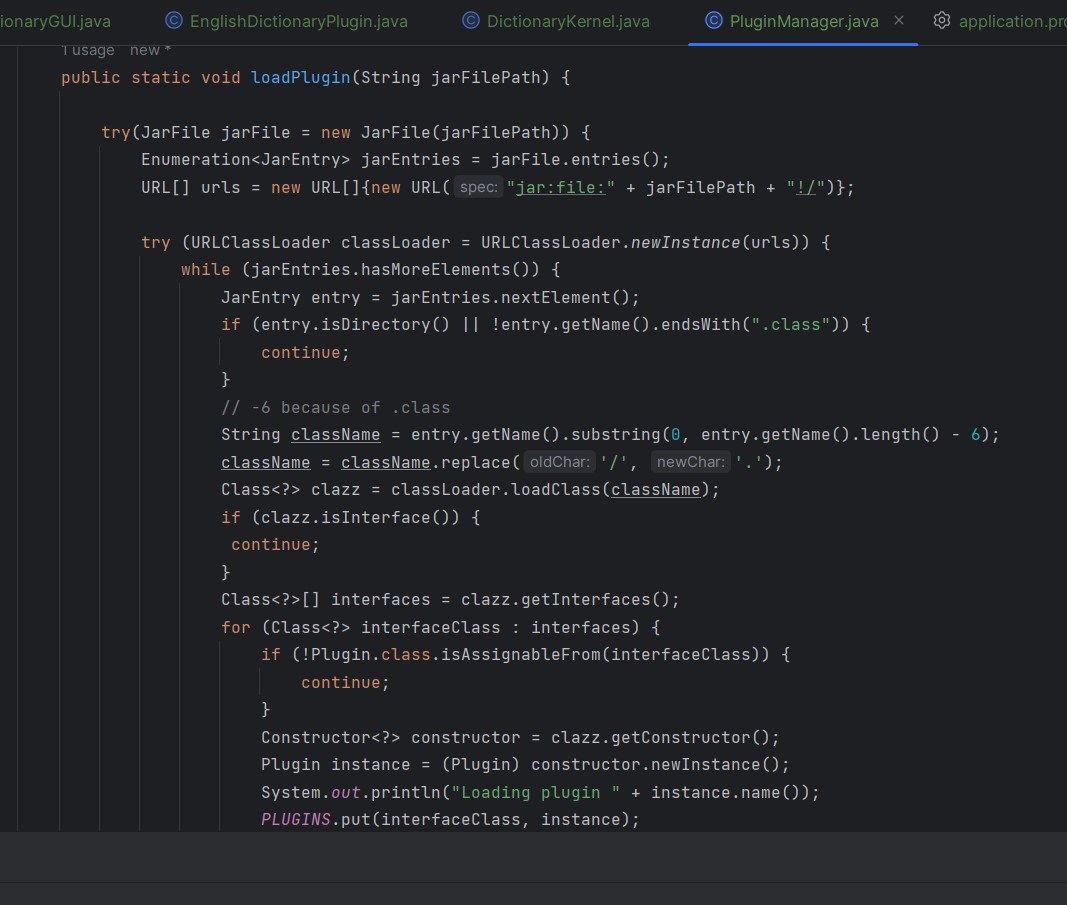 ionaryGUI.java EnglishDictionaryPlugin.java DictionaryKernel.java PluginManager.java application.pro
1 usage new *
public static void loadPlugin(String jarFilePath) {
try(JarFile jarFile = new JarFile(jarFilePath)) {
Enumeration<JarEntry> jarEntries = jarFile.entries();
URL[] urls = new URL[]{new URL( spec: "jar:file:" + jarFilePath + "!/")};
try (URLClassLoader classLoader = URLClassLoader.newInstance(urls)) {
while (jarEntries.hasMoreElements()) {
JarEntry entry = jarEntries.nextElement();
if (entry.isDirectory() || !entry.getName().endsWith(".class")) {
continue;
}
// -6 because of .class
String className = entry.getName().substring(0, entry.getName().length() - 6);
className = className.replace( oldChar: '/', newChar: '.');
Class<?> clazz = classLoader.loadClass(className);
if (clazz.isInterface()) {
continue;
}
Class<?>[] interfaces = clazz.getInterfaces();
for (Class<?> interfaceClass : interfaces) {
if (!Plugin.class.isAssignableFrom(interfaceClass)) {
continue;
}
Constructor<?> constructor = clazz.getConstructor();
Plugin instance = (Plugin) constructor.newInstance();
System.out.println("Loading plugin " + instance.name());
PLUGINS.put(interfaceClass, instance);